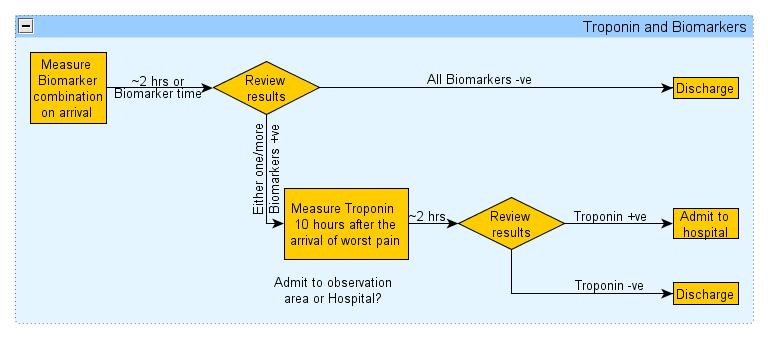 Troponin and Biomarkers
Measure
Biomarker
combination
on arrival
~2 hrs or
Biomarker time
Review
results
All Biomarkers -ve
Discharge
Either one/more
Biomarkers +ve
Measure Troponin
10 hours after the
arrival of worst pain
~2 hrs
Review
results
Troponin +ve
Admit to
hospital
Admit to observation
area or Hospital?
Troponin -ve
Discharge